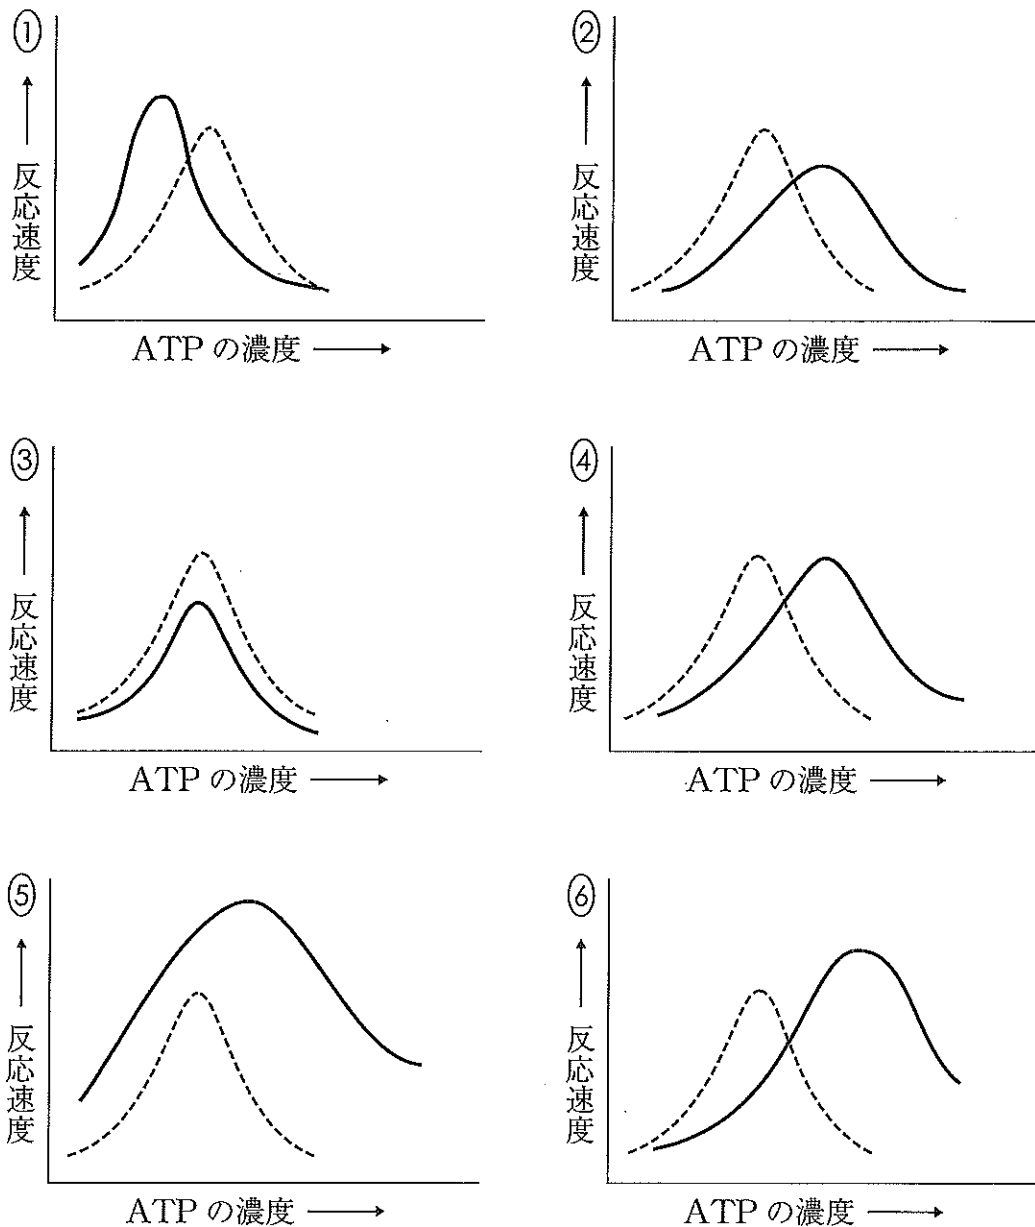 ① ②
↑ 反応速度 ↑ 反応速度
ATP の濃度 → ATP の濃度 →
③ ④
↑ 反応速度 ↑ 反応速度
ATP の濃度 → ATP の濃度 →
⑤ ⑥
↑ 反応速度 ↑ 反応速度
ATP の濃度 → ATP の濃度 →